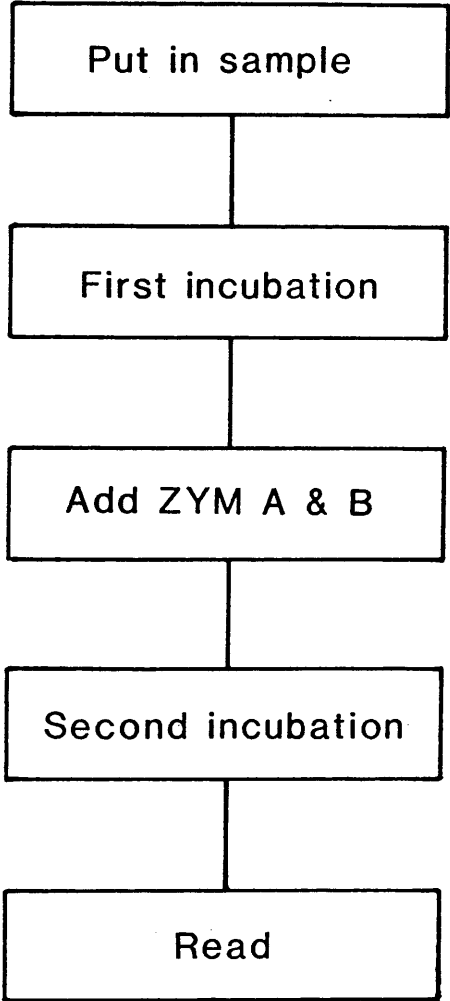 Put in sample
First incubation
Add ZYM A & B
Second incubation
Read